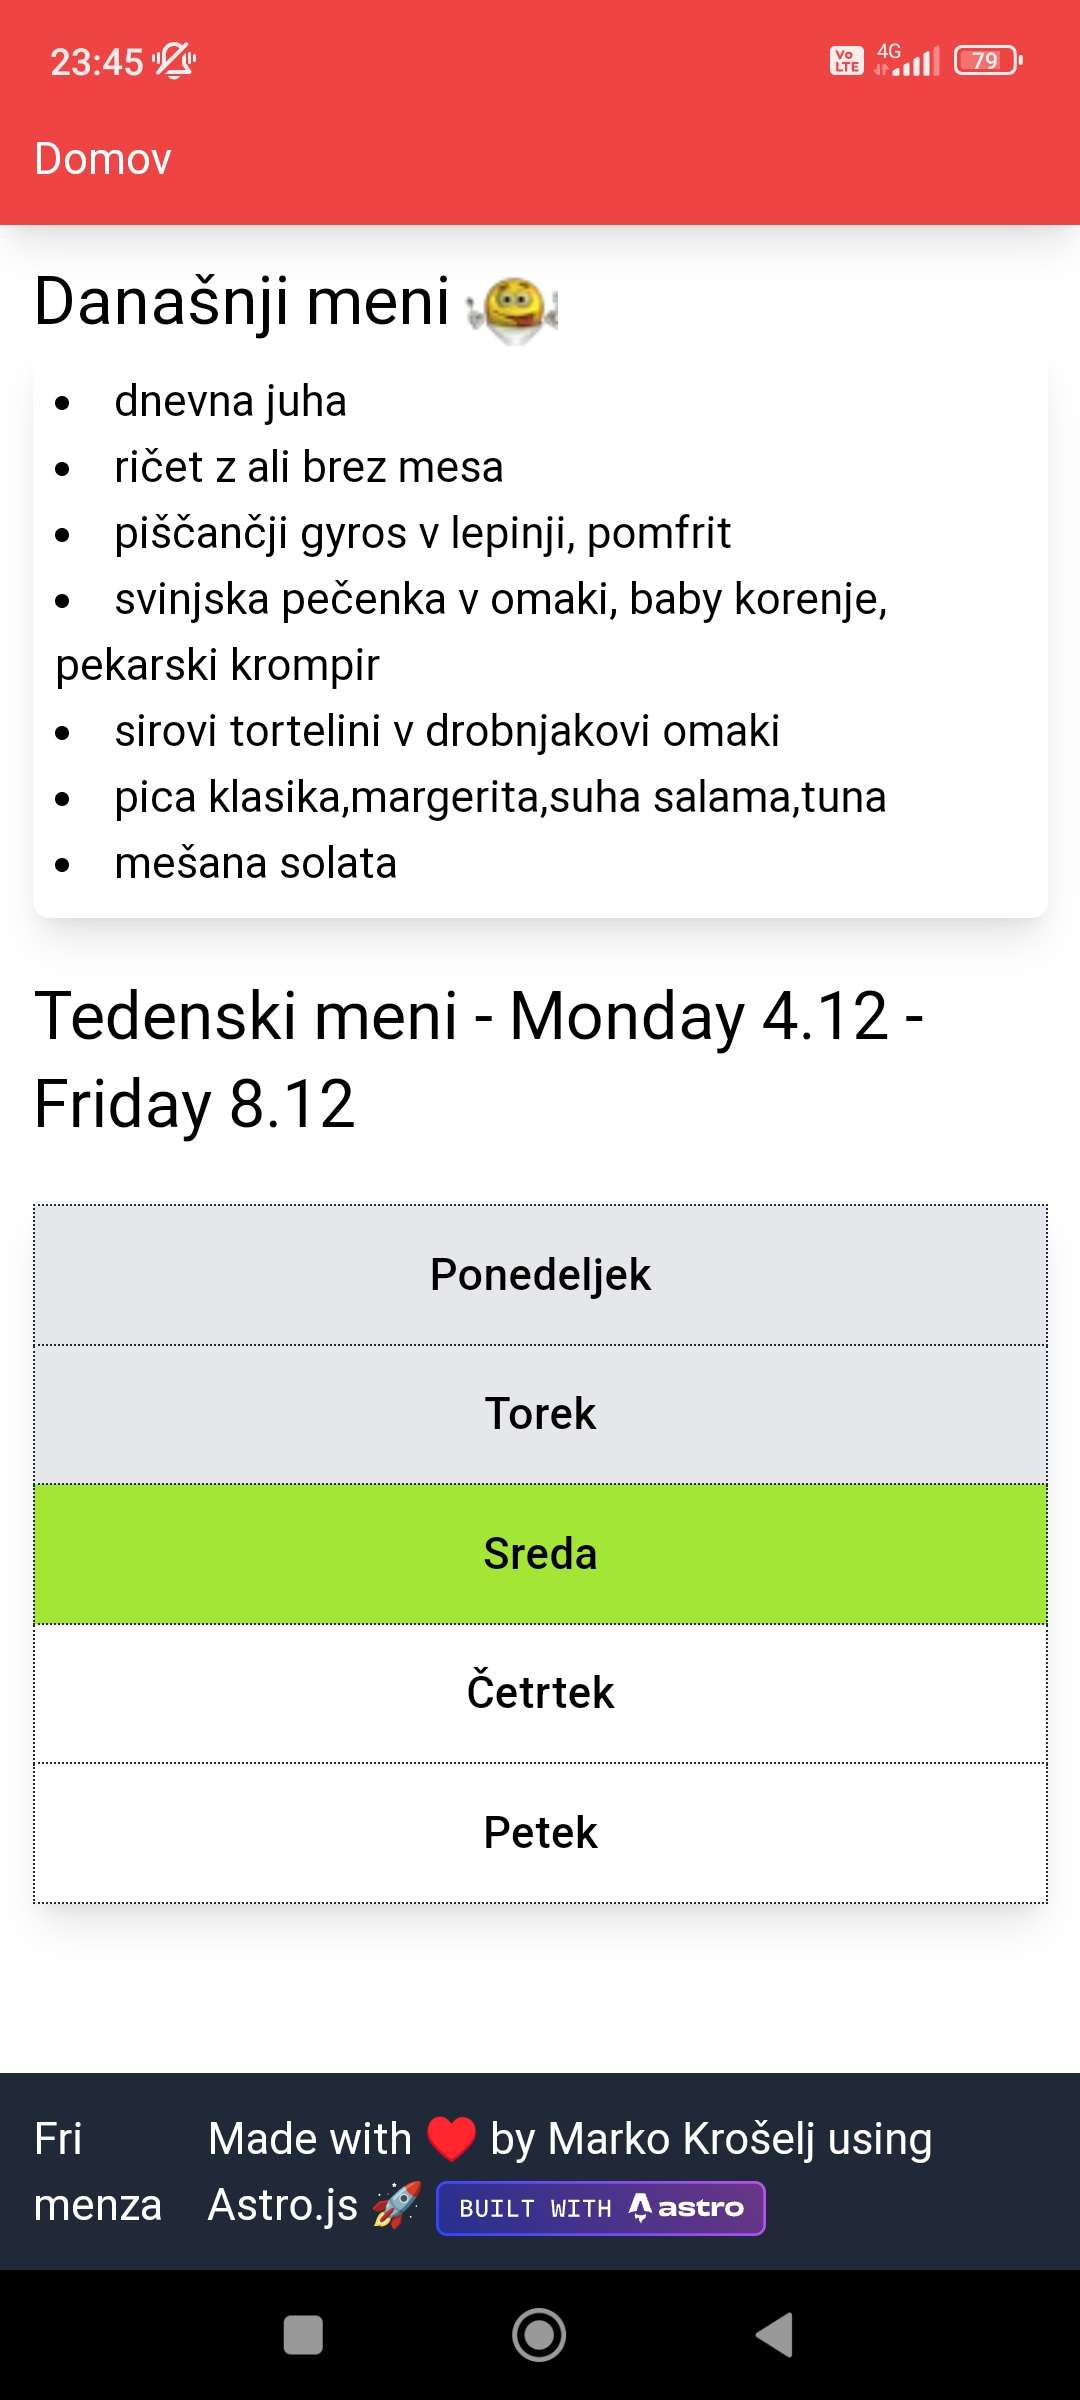 23:45 Vo LTE 4G 79
Domov
Današnji meni
dnevna juha
ričet z ali brez mesa
piščančji gyros v lepinji, pomfrit
svinjska pečenka v omaki, baby korenje,
pekarski krompir
sirovi tortelini v drobnjakovi omaki
pica klasika,margerita,suha salama,tuna
mešana solata
Tedenski meni - Monday 4.12 -
Friday 8.12
Ponedeljek
Torek
Sreda
Četrtek
Petek
Fri
menza
Made with ❤️ by Marko Krošelj using
Astro.js 🚀 BUILT WITH astro